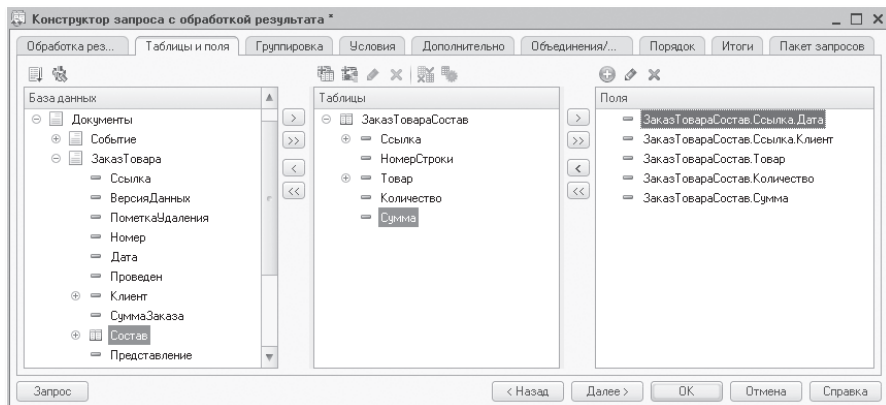 Конструктор запроса с обработкой результата *
Обработка рез... Таблицы и поля Группировка Условия Дополнительно Объединения/... Порядок Итоги Пакет запросов
База данных
Документы
Событие
ЗаказТовара
Ссылка
ВерсияДанных
ПометкаУдаления
Номер
Дата
Проведен
Клиент
СуммаЗаказа
Состав
Представление
>
>>
<
<<
Таблицы
ЗаказТовараСостав
Ссылка
НомерСтроки
Товар
Количество
Сумма
>
>>
<
<<
Поля
ЗаказТовараСостав.Ссылка.Дата
ЗаказТовараСостав.Ссылка.Клиент
ЗаказТовараСостав.Товар
ЗаказТовараСостав.Количество
ЗаказТовараСостав.Сумма
Запрос < Назад Далее > OK Отмена Справка